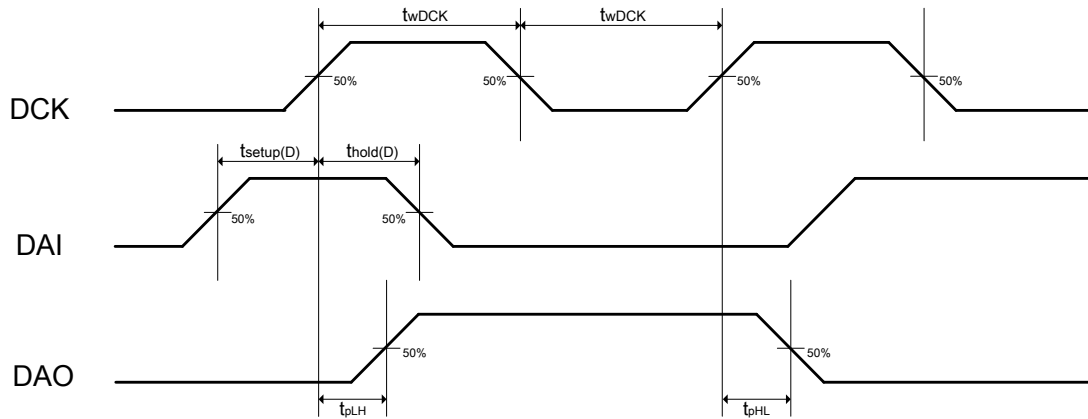 twDCK twDCK
50% 50% 50% 50%
DCK
tsetup(D) thold(D)
50% 50%
DAI
50% 50%
DAO
tpLH tpHL